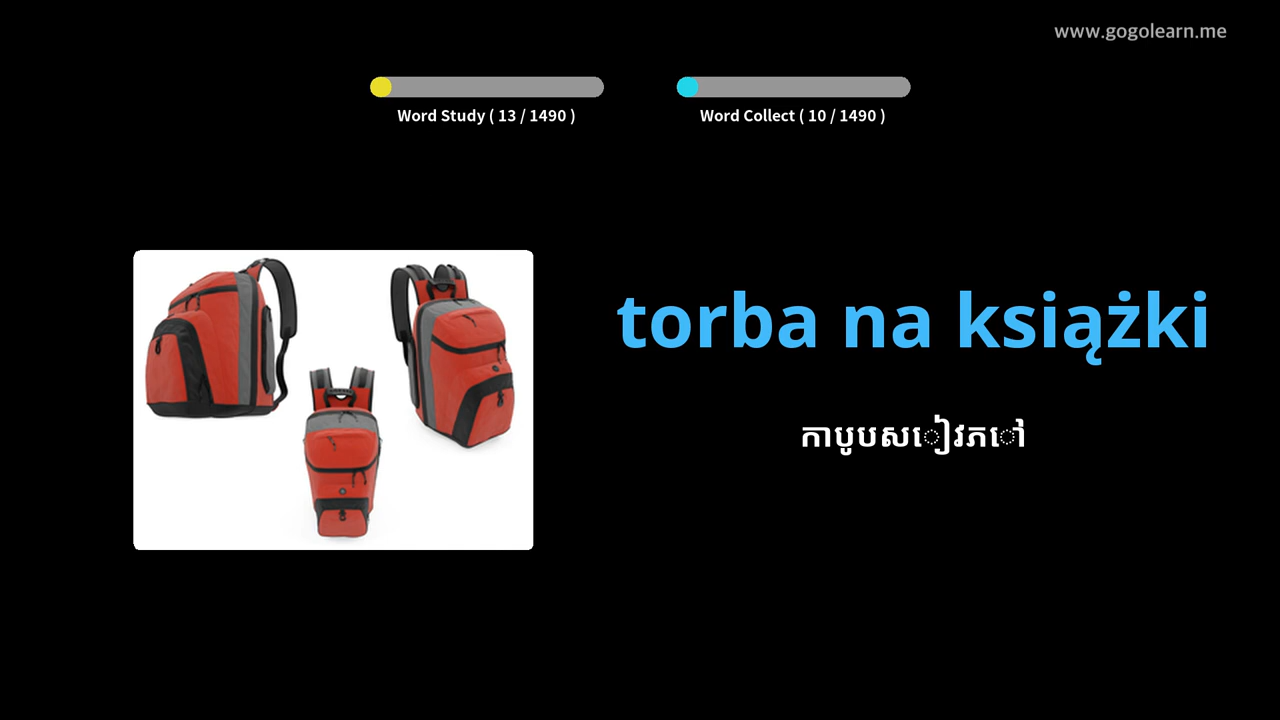 www.gogolearn.me
Word Study ( 13 / 1490 )
Word Collect ( 10 / 1490 )
torba na książki
កាបូបសៀវភៅ